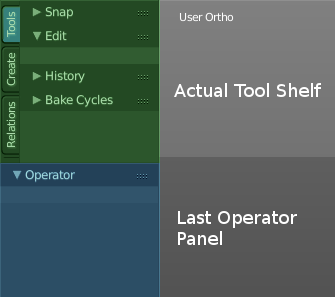 Tools
Create
Relations
Snap
Edit
History
Bake Cycles
Operator
User Ortho
Actual Tool Shelf
Last Operator
Panel